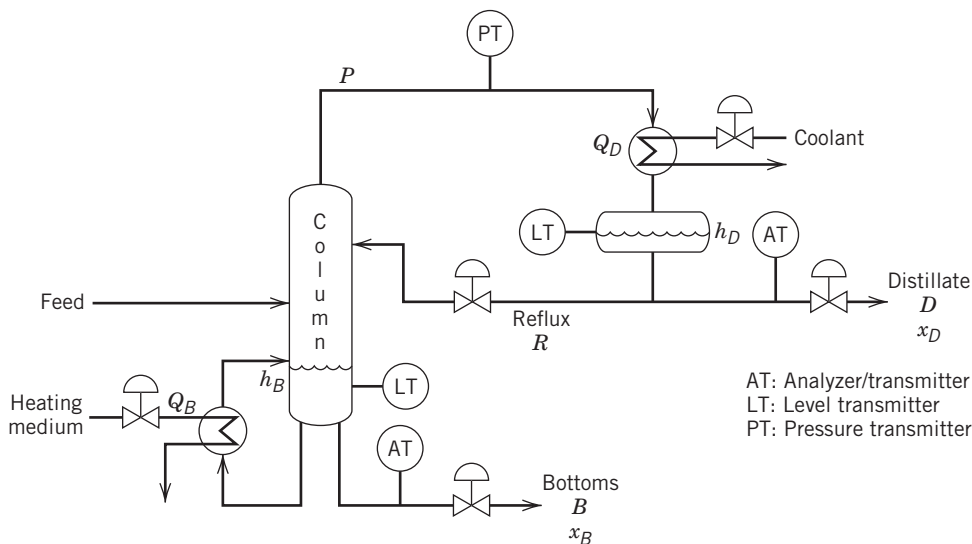 PT
P
Q_D
Coolant
Column
LT
h_D
AT
Feed
Reflux
R
Distillate
D
x_D
h_B
LT
AT: Analyzer/transmitter
LT: Level transmitter
PT: Pressure transmitter
Heating
medium
Q_B
AT
Bottoms
B
x_B